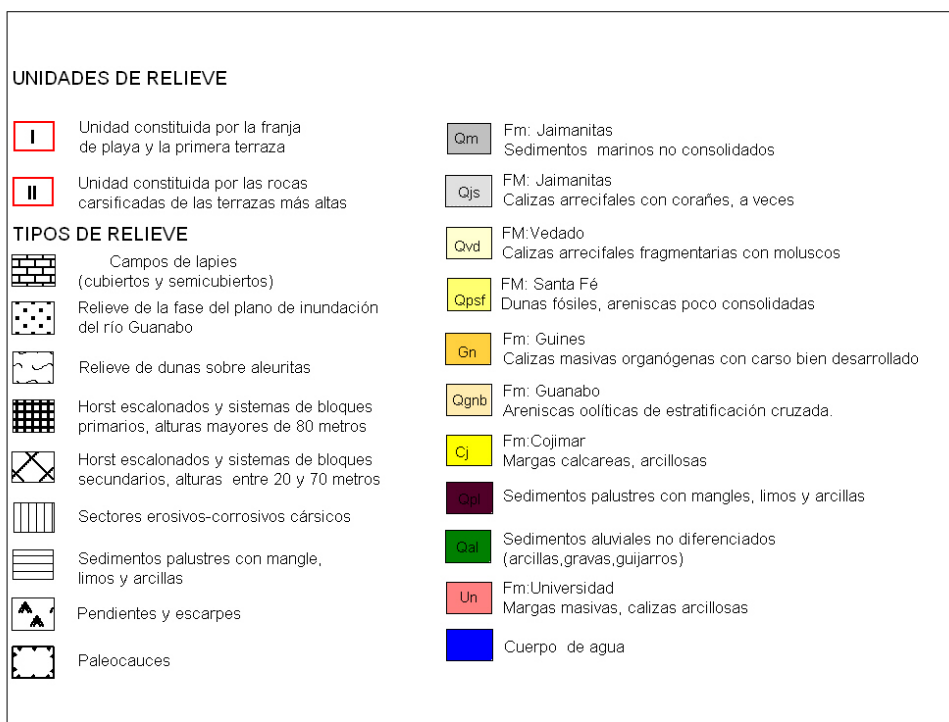 UNIDADES DE RELIEVE
I
Unidad constituida por la franja
de playa y la primera terraza
II
Unidad constituida por las rocas
carsificadas de las terrazas más altas
TIPOS DE RELIEVE
Campos de lapies
(cubiertos y semicubiertos)
Relieve de la fase del plano de inundación
del río Guanabo
Relieve de dunas sobre aleuritas
Horst escalonados y sistemas de bloques
primarios, alturas mayores de 80 metros
Horst escalonados y sistemas de bloques
secundarios, alturas entre 20 y 70 metros
Sectores erosivos-corrosivos cársicos
Sedimentos palustres con mangle,
limos y arcillas
Pendientes y escarpes
Paleocauces
Qm
Fm: Jaimanitas
Sedimentos marinos no consolidados
Qjs
FM: Jaimanitas
Calizas arrecifales con corañes, a veces
Qvd
FM:Vedado
Calizas arrecifales fragmentarias con moluscos
Qpsf
FM: Santa Fé
Dunas fósiles, areniscas poco consolidadas
Gn
Fm: Guines
Calizas masivas organógenas con carso bien desarrollado
Qgnb
Fm: Guanabo
Areniscas oolíticas de estratificación cruzada.
Cj
Fm:Cojimar
Margas calcareas, arcillosas
Qpl
Sedimentos palustres con mangles, limos y arcillas
Qal
Sedimentos aluviales no diferenciados
(arcillas,gravas,guijarros)
Un
Fm:Universidad
Margas masivas, calizas arcillosas
Cuerpo de agua